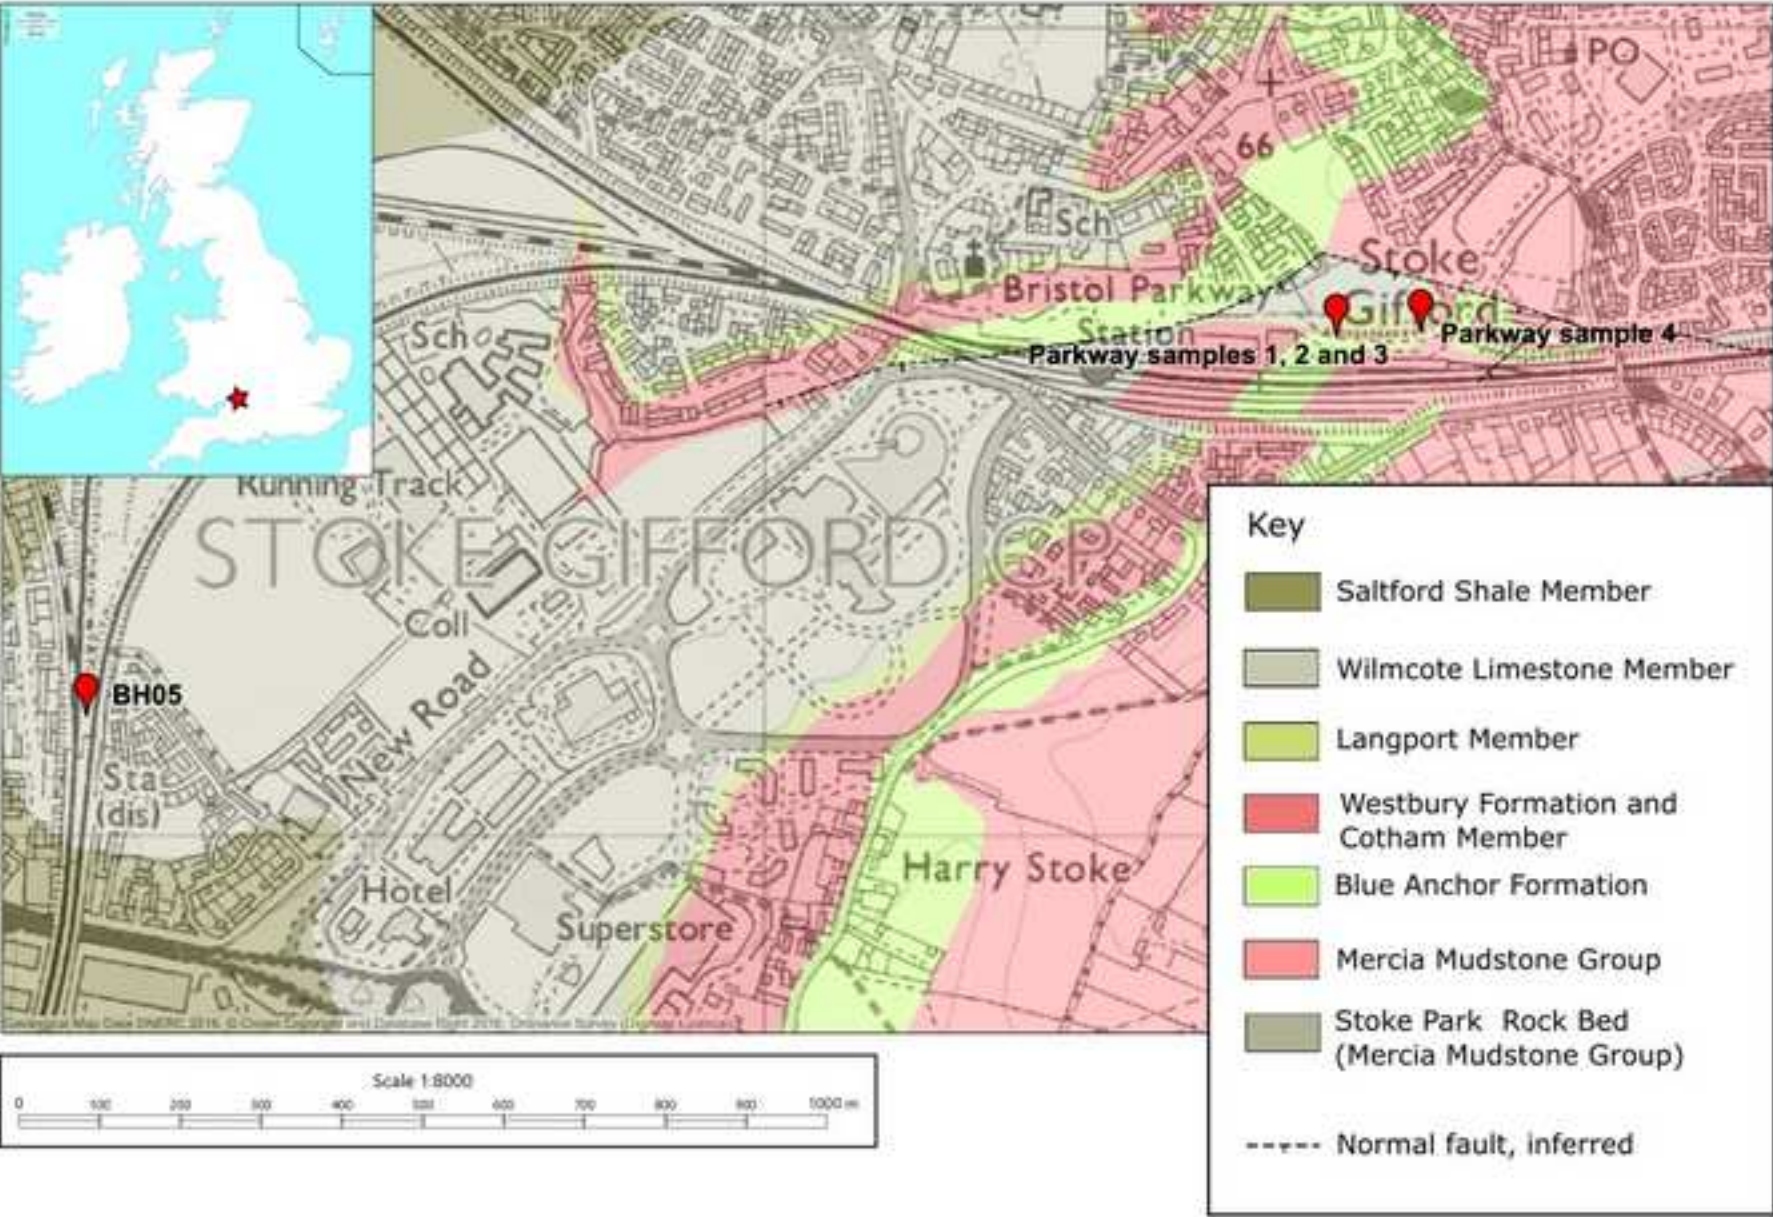 PO
66
Sch
Stoke
Gifford
Bristol Parkway
Station
Parkway sample 4
Parkway samples 1, 2 and 3
Sch
Running Track
STOKE GIFFORD CP
Coll
New Road
BH05
Sta
(dis)
Hotel
Superstore
Harry Stoke
Key
Saltford Shale Member
Wilmcote Limestone Member
Langport Member
Westbury Formation and
Cotham Member
Blue Anchor Formation
Mercia Mudstone Group
Stoke Park Rock Bed
(Mercia Mudstone Group)
Normal fault, inferred
Scale 1:8000
0 100 200 300 400 500 600 700 800 900 1000 m